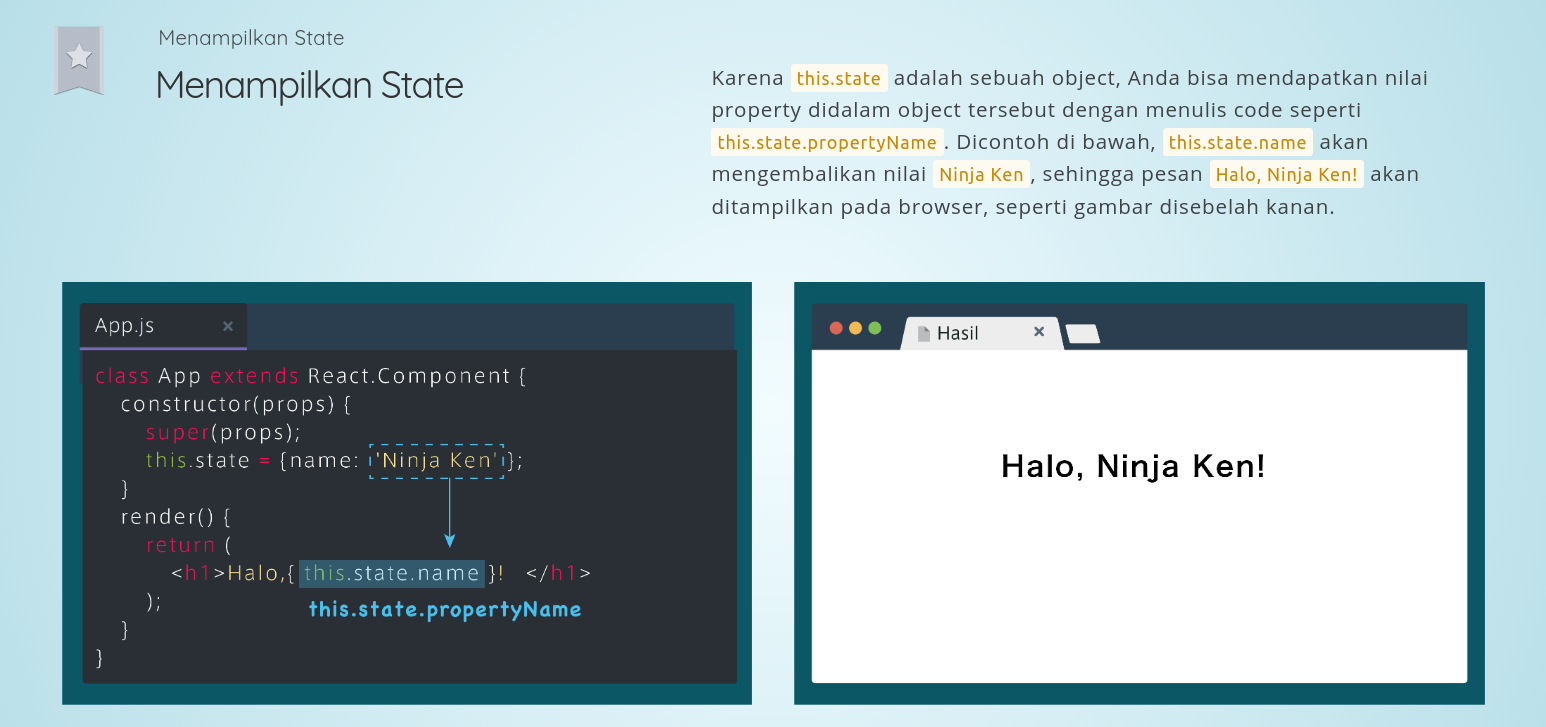 Menampilkan State
Menampilkan State
Karena this.state adalah sebuah object, Anda bisa mendapatkan nilai
property didalam object tersebut dengan menulis code seperti
this.state.propertyName. Dicontoh di bawah, this.state.name akan
mengembalikan nilai Ninja Ken, sehingga pesan Halo, Ninja Ken! akan
ditampilkan pada browser, seperti gambar disebelah kanan.
App.js
class App extends React.Component {
constructor(props) {
super(props);
this.state = {name: 'Ninja Ken'};
}
render() {
return (
<h1>Halo,{this.state.name}! </h1>
this.state.propertyName
);
}
}
Hasil
Halo, Ninja Ken!